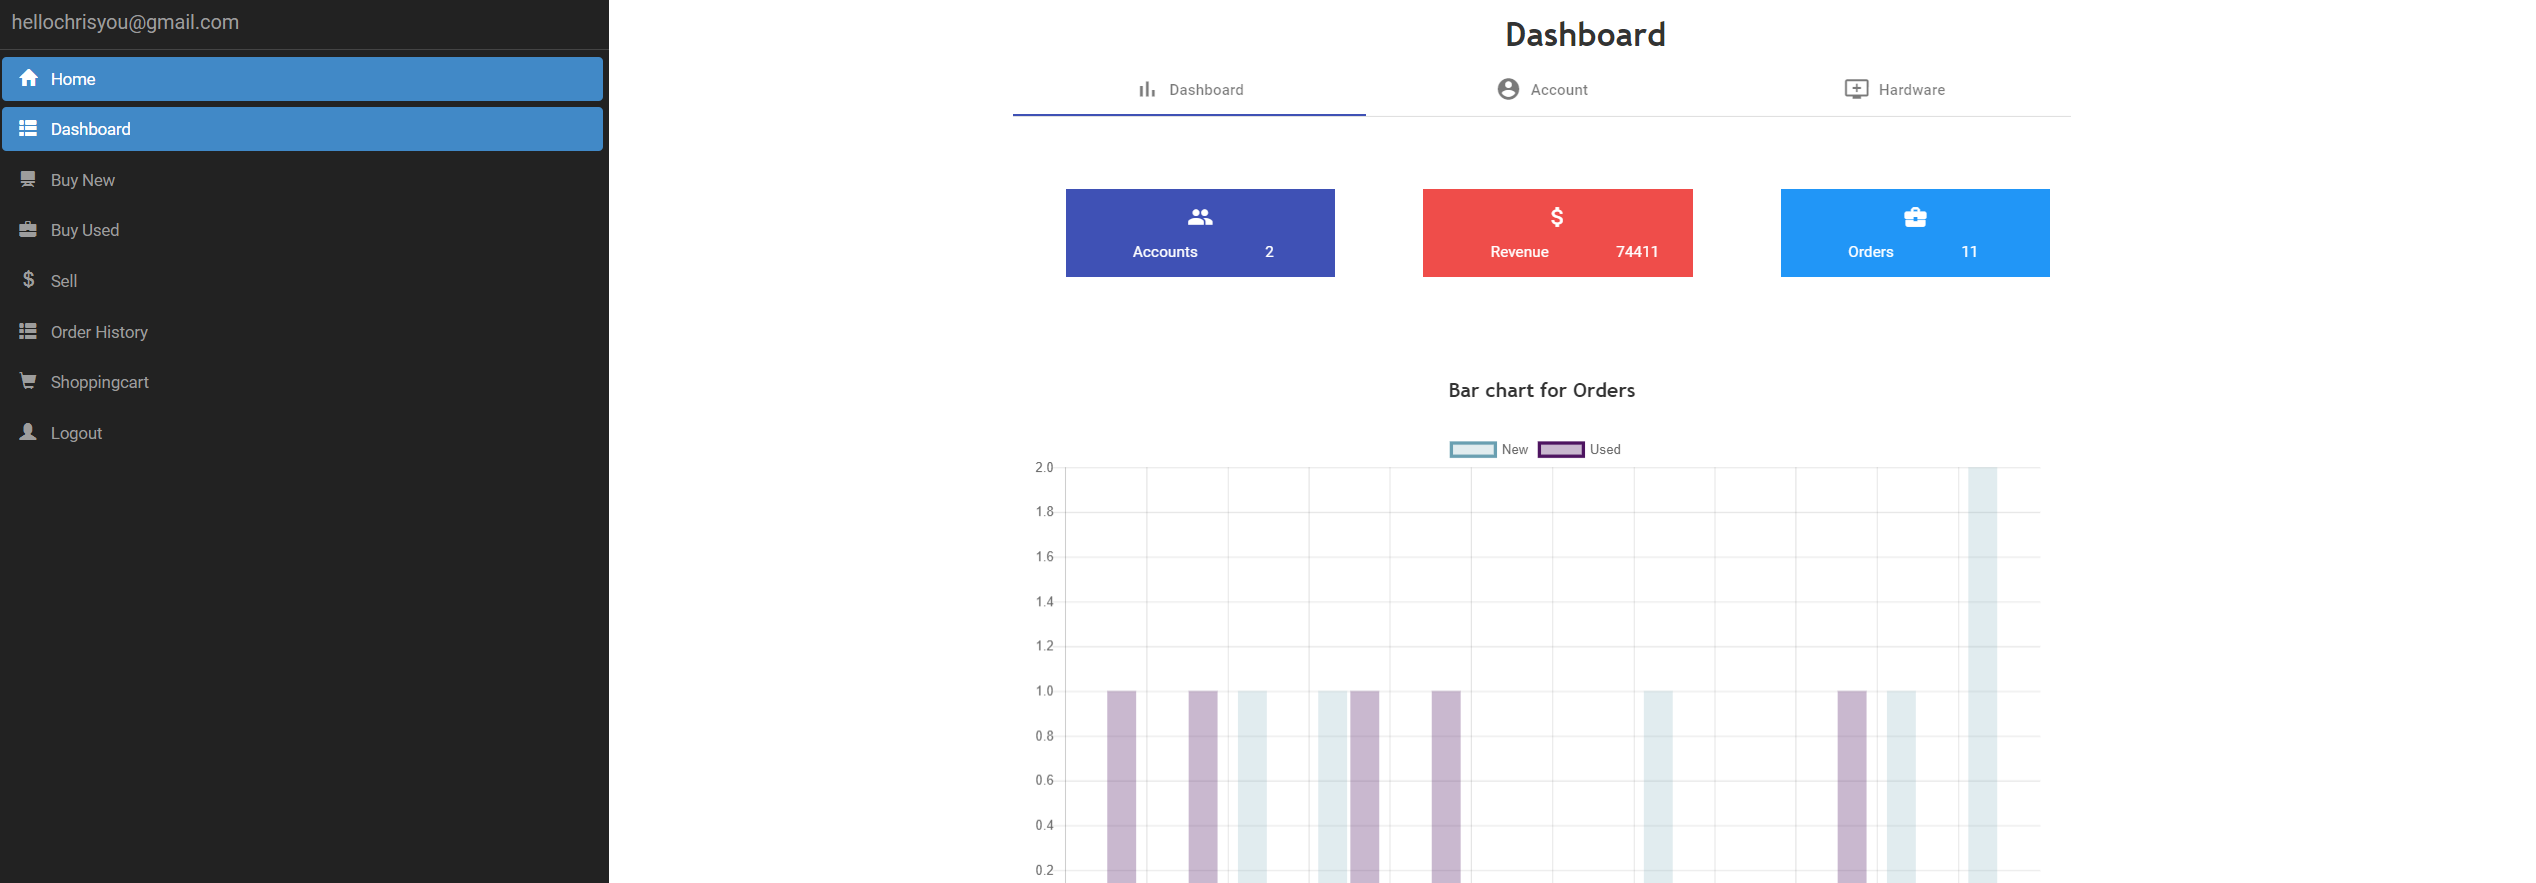 hellochrisyou@gmail.com
Home
Dashboard
Buy New
Buy Used
$ Sell
Order History
Shoppingcart
Logout
Dashboard
Dashboard
Account
Hardware
$
Accounts 2
Revenue 74411
Orders 11
Bar chart for Orders
New Used
2.0
1.8
1.6
1.4
1.2
1.0
0.8
0.6
0.4
0.2